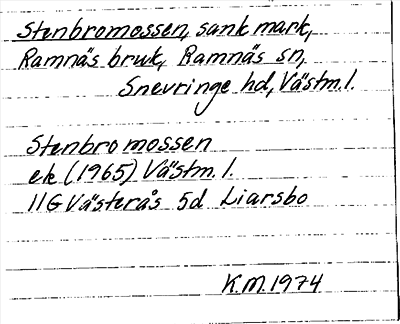 Stenbromossen, sank mark,
Ramnäs bruk, Ramnäs sn,
Snevringe hd, Västm.l.
Stenbromossen
ek (1965) Västm. l.
11G Västerås 5d Liarsbo
K.M. 1974